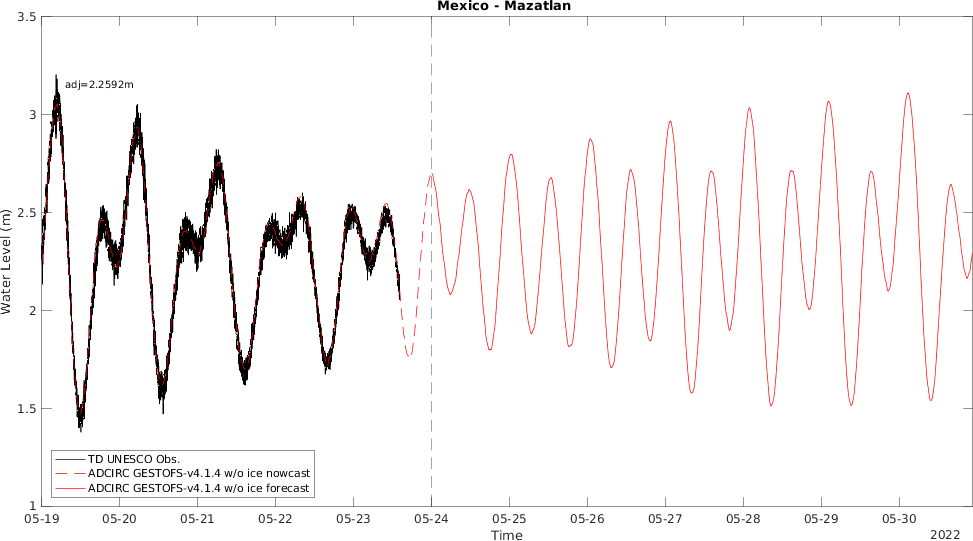 Mexico - Mazatlan
3.5
3
2.5
2
1.5
1
Water Level (m)
adj=2.2592m
TD UNESCO Obs.
ADCIRC GESTOFS-v4.1.4 w/o ice nowcast
ADCIRC GESTOFS-v4.1.4 w/o ice forecast
05-19 05-20 05-21 05-22 05-23 05-24 05-25 05-26 05-27 05-28 05-29 05-30
Time
2022